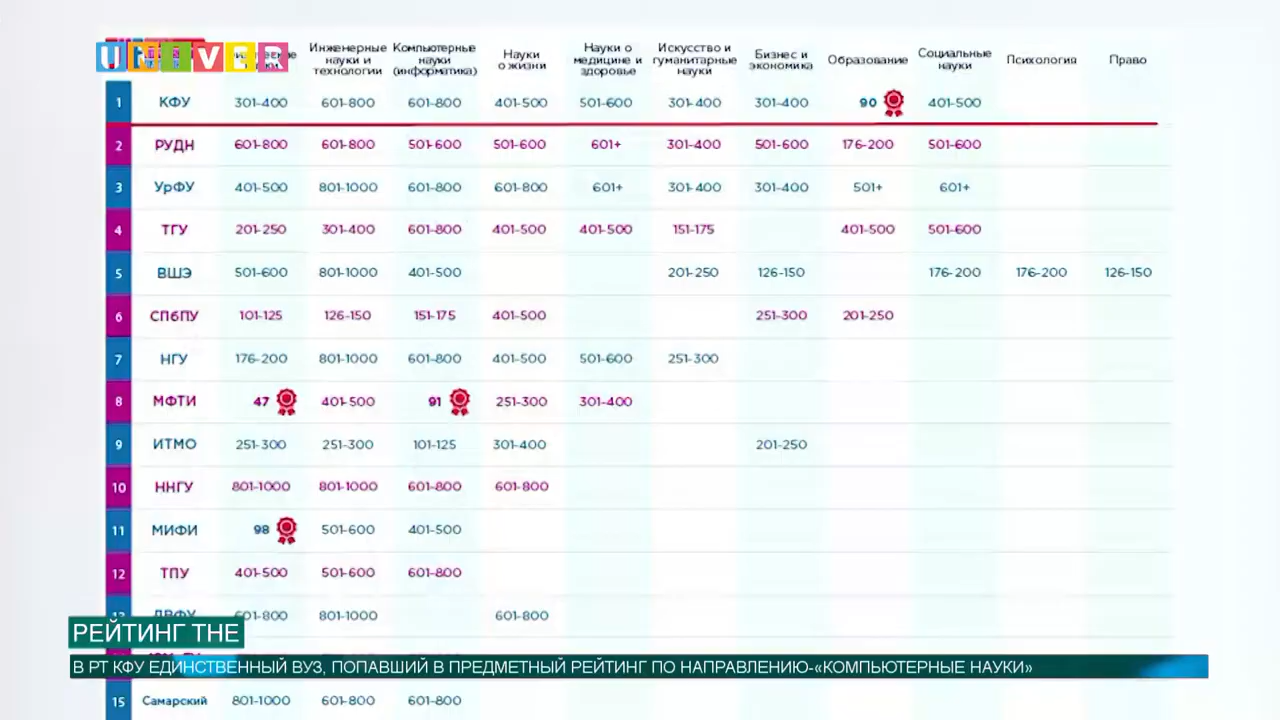 UNIVER
Инженерные науки и технологии
Компьютерные науки (информатика)
Науки о жизни
Науки о медицине и здоровье
Искусство и гуманитарные науки
Бизнес и экономика
Образование
Социальные науки
Психология
Право
1 КФУ 301-400 601-800 601-800 401-500 501-600 301-400 301-400 90 401-500
2 РУДН 601-800 601-800 501-600 501-600 601+ 301-400 501-600 176-200 501-600
3 УрФУ 401-500 801-1000 601-800 601-800 601+ 301-400 301-400 501+ 601+
4 ТГУ 201-250 301-400 601-800 401-500 401-500 151-175 401-500 501-600
5 ВШЭ 501-600 801-1000 401-500 201-250 126-150 176-200 176-200 126-150
6 СПбПУ 101-125 126-150 151-175 401-500 251-300 201-250
7 НГУ 176-200 801-1000 601-800 401-500 501-600 251-300
8 МФТИ 47 401-500 91 251-300 301-400
9 ИТМО 251-300 251-300 101-125 301-400 201-250
10 ННГУ 801-1000 801-1000 601-800 601-800
11 МИФИ 98 501-600 401-500
12 ТПУ 401-500 501-600 601-800
13 ДВФУ 601-800 801-1000 601-800
РЕЙТИНГ THE
В РТ КФУ ЕДИНСТВЕННЫЙ ВУЗ, ПОПАВШИЙ В ПРЕДМЕТНЫЙ РЕЙТИНГ ПО НАПРАВЛЕНИЮ-«КОМПЬЮТЕРНЫЕ НАУКИ»
15 Самарский 801-1000 601-800 601-800